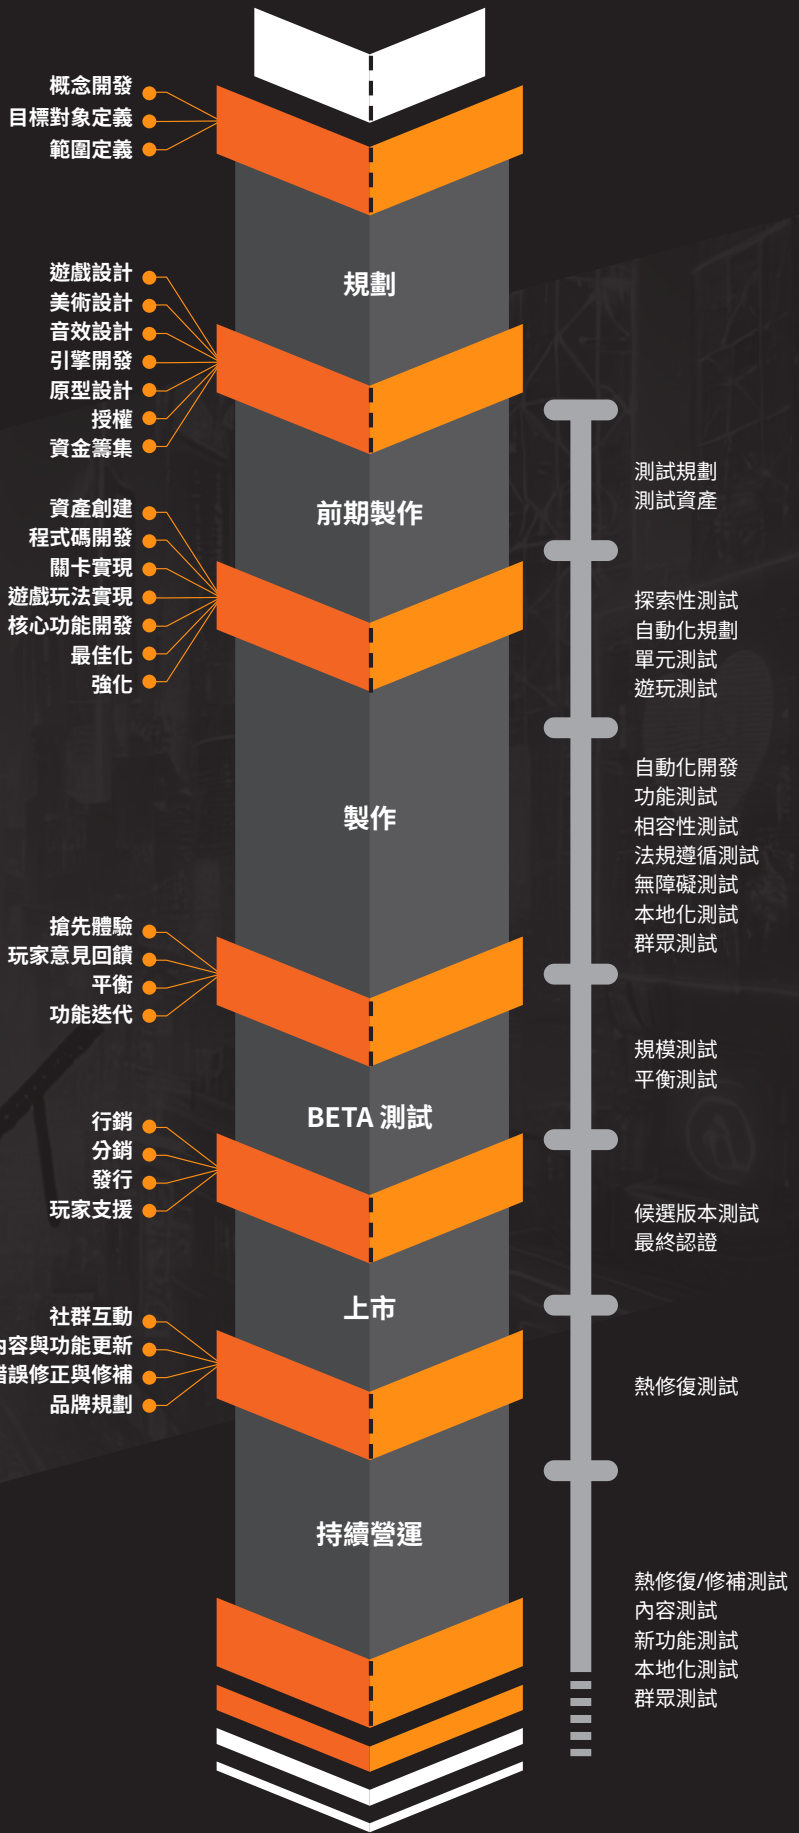 概念開發
目標對象定義
範圍定義
規劃
遊戲設計
美術設計
音效設計
引擎開發
原型設計
授權
資金籌集
前期製作
測試規劃
測試資產
資產創建
程式碼開發
關卡實現
遊戲玩法實現
核心功能開發
最佳化
強化
探索性測試
自動化規劃
單元測試
遊玩測試
製作
自動化開發
功能測試
相容性測試
法規遵循測試
無障礙測試
本地化測試
群眾測試
搶先體驗
玩家意見回饋
平衡
功能迭代
BETA 測試
規模測試
平衡測試
行銷
分銷
發行
玩家支援
上市
候選版本測試
最終認證
社群互動
內容與功能更新
錯誤修正與修補
品牌規劃
熱修復測試
持續營運
熱修復/修補測試
內容測試
新功能測試
本地化測試
群眾測試